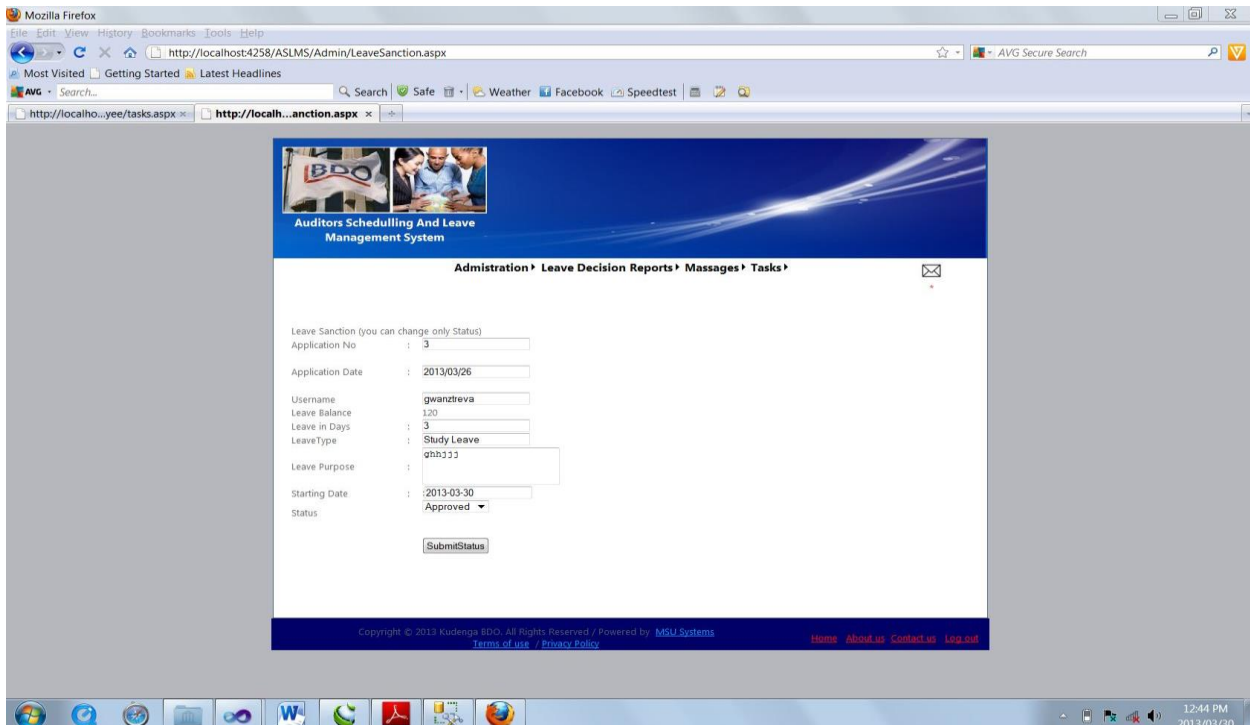 Mozilla Firefox
File Edit View History Bookmarks Tools Help
http://localhost:4258/ASLMS/Admin/LeaveSanction.aspx
AVG Secure Search
Most Visited Getting Started Latest Headlines
AVG Search... Search Safe Weather Facebook Speedtest
http://localho...yee/tasks.aspx × http://localh...anction.aspx ×
BDO
Auditors Schedulling And Leave
Management System
Admistration Leave Decision Reports Massages Tasks
*
Leave Sanction (you can change only Status)
Application No : 3
Application Date : 2013/03/26
Username gwanztreva
Leave Balance 120
Leave in Days : 3
LeaveType : Study Leave
Leave Purpose : ghhjjj
Starting Date : :2013-03-30
Status Approved
SubmitStatus
Copyright © 2013 Kudenga BDO. All Rights Reserved / Powered by MSU Systems
Terms of use / Privacy Policy
Home About us Contact us Log out
12:44 PM
2013/03/30